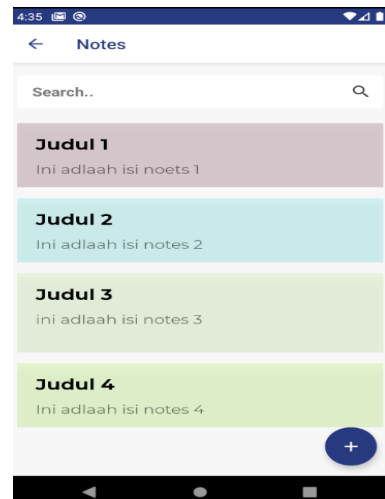 4:35
Notes
Search..
Judul 1
Ini adlaah isi noets 1
Judul 2
Ini adlaah isi notes 2
Judul 3
ini adlaah isi notes 3
Judul 4
Ini adlaah isi notes 4
+